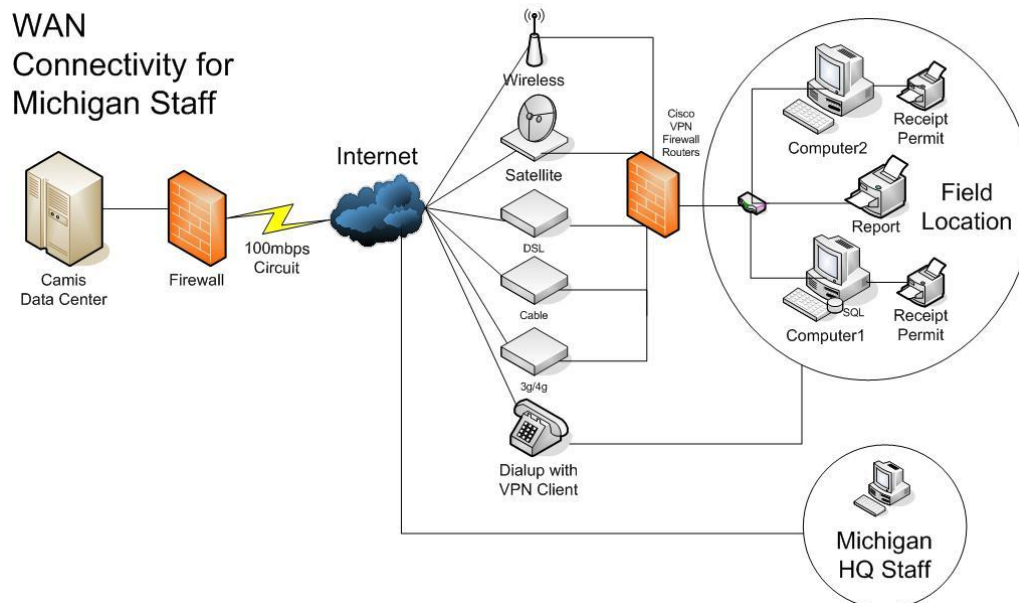 WAN
Connectivity for
Michigan Staff
Camis
Data Center
Firewall
100mbps
Circuit
Internet
Wireless
Satellite
DSL
Cable
3g/4g
Dialup with
VPN Client
Cisco
VPN
Firewall
Routers
Computer2
Receipt
Permit
Report
Field
Location
SQL
Computer1
Receipt
Permit
Michigan
HQ Staff